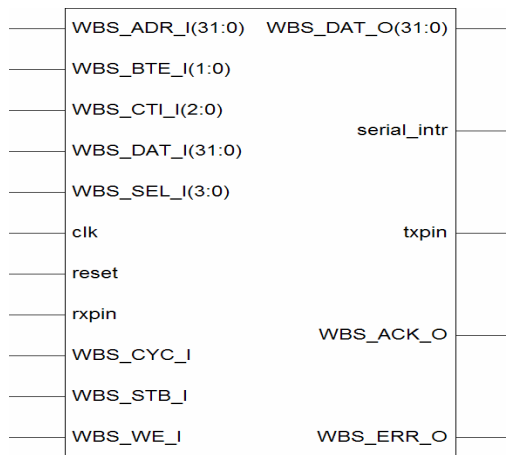 WBS_ADR_I(31:0) WBS_DAT_O(31:0)
WBS_BTE_I(1:0)
WBS_CTI_I(2:0)
serial_intr
WBS_DAT_I(31:0)
WBS_SEL_I(3:0)
clk txpin
reset
rxpin
WBS_ACK_O
WBS_CYC_I
WBS_STB_I
WBS_WE_I WBS_ERR_O